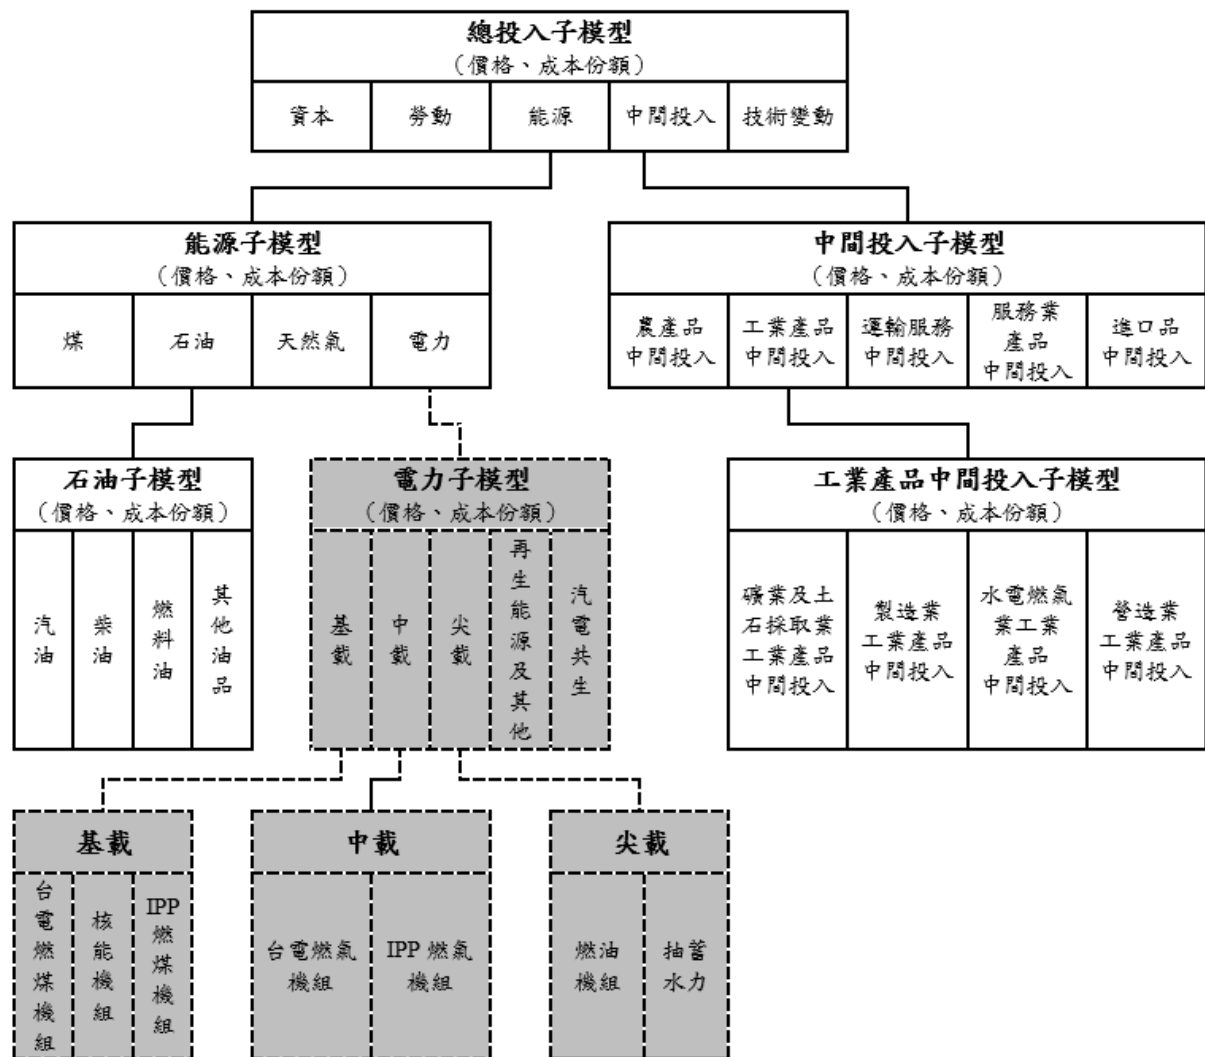 總投入子模型
（價格、成本份額）
資本
勞動
能源
中間投入
技術變動
能源子模型
（價格、成本份額）
煤
石油
天然氣
電力
中間投入子模型
（價格、成本份額）
農產品
中間投入
工業產品
中間投入
運輸服務
中間投入
服務業
產品
中間投入
進口品
中間投入
石油子模型
（價格、成本份額）
汽油
柴油
燃料油
其他油品
電力子模型
（價格、成本份額）
基載
中載
尖載
再生能源及其他
汽電共生
工業產品中間投入子模型
（價格、成本份額）
礦業及土
石採取業
工業產品
中間投入
製造業
工業產品
中間投入
水電燃氣
業工業
產品
中間投入
營造業
工業產品
中間投入
基載
台電燃煤機組
核能機組
IPP燃煤機組
中載
台電燃氣
機組
IPP 燃氣
機組
尖載
燃油
機組
抽蓄
水力